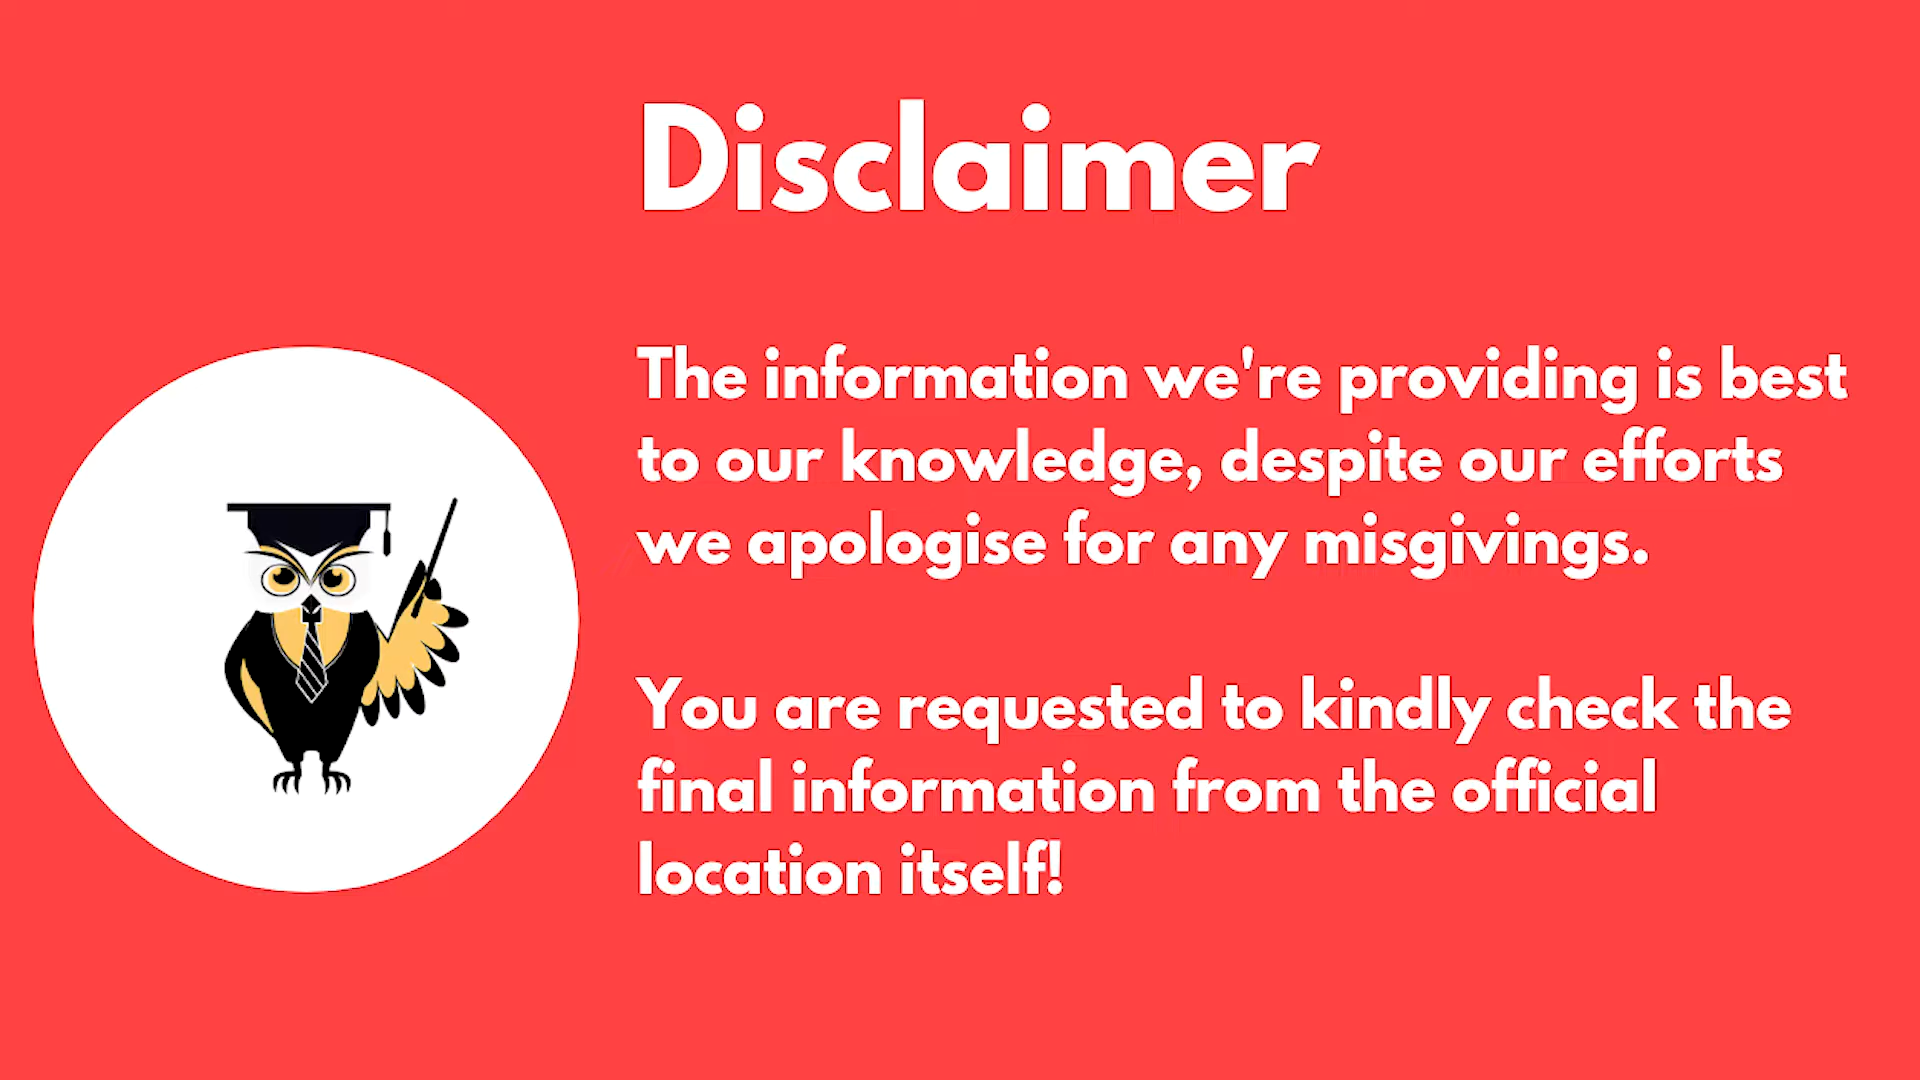 Disclaimer
The information we're providing is best
to our knowledge, despite our efforts
we apologise for any misgivings.
You are requested to kindly check the
final information from the official
location itself!